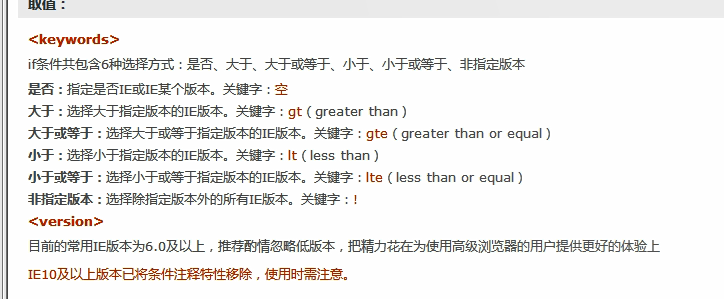 取值：
<keywords>
if条件共包含6种选择方式：是否、大于、大于或等于、小于、小于或等于、非指定版本
是否：指定是否IE或IE某个版本。关键字：空
大于：选择大于指定版本的IE版本。关键字：gt（greater than）
大于或等于：选择大于或等于指定版本的IE版本。关键字：gte（greater than or equal）
小于：选择小于指定版本的IE版本。关键字：lt（less than）
小于或等于：选择小于或等于指定版本的IE版本。关键字：lte（less than or equal）
非指定版本：选择除指定版本外的所有IE版本。关键字：!
<version>
目前的常用IE版本为6.0及以上，推荐酌情忽略低版本，把精力花在为使用高级浏览器的用户提供更好的体验上
IE10及以上版本已将条件注释特性移除，使用时需注意。